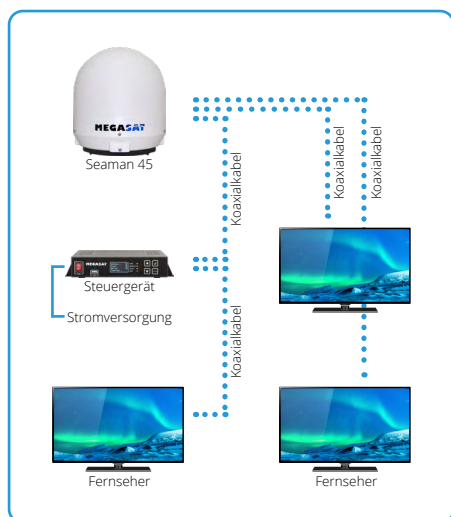 MEGASAT
Seaman 45
Koaxialkabel
Koaxialkabel
Koaxialkabel
MEGASAT
Steuergerät
Stromversorgung
Koaxialkabel
Fernseher
Fernseher